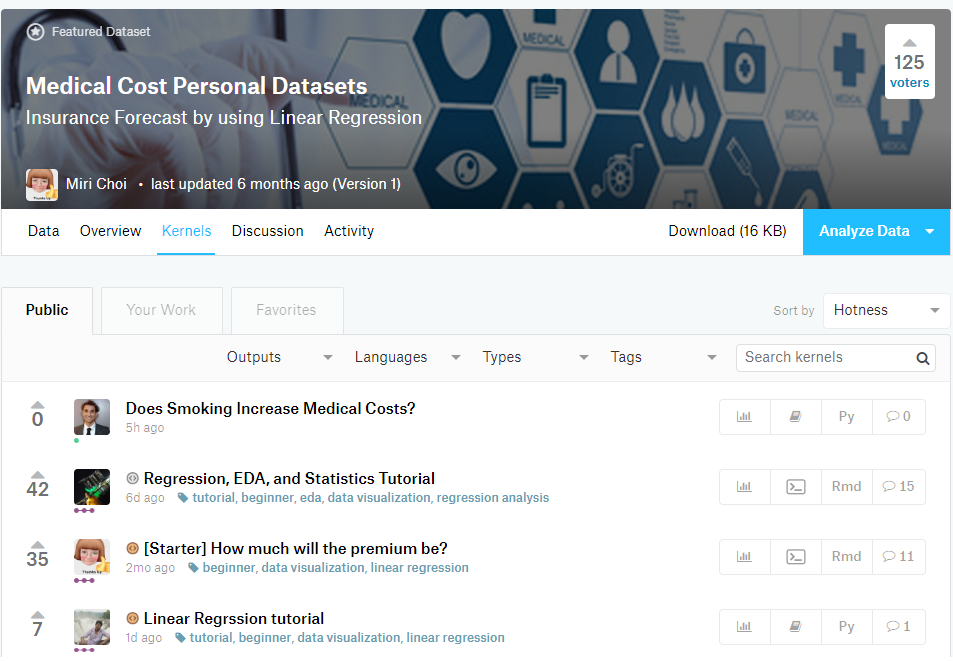 Featured Dataset
Medical Cost Personal Datasets
Insurance Forecast by using Linear Regression
MEDICAL
MEDICAL
MEDICAL
MEDICAL
MEDICAL
125
voters
Miri Choi • last updated 6 months ago (Version 1)
Data Overview Kernels Discussion Activity Download (16 KB) Analyze Data
Public Your Work Favorites Sort by Hotness
Outputs Languages Types Tags Search kernels
0 Does Smoking Increase Medical Costs? Py 0
5h ago
42 Regression, EDA, and Statistics Tutorial Rmd 15
6d ago tutorial, beginner, eda, data visualization, regression analysis
35 [Starter] How much will the premium be? Rmd 11
2mo ago beginner, data visualization, linear regression
7 Linear Regrssion tutorial Py 1
1d ago tutorial, beginner, data visualization, linear regression